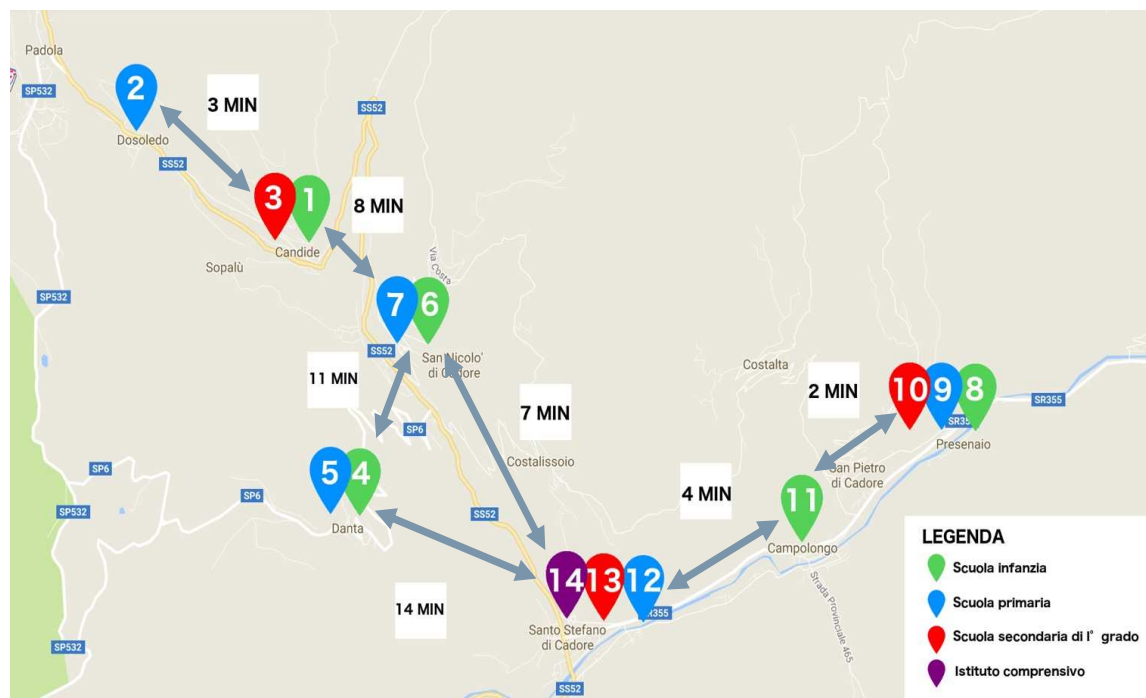 Padola
SP532
2
3 MIN
SS52
Dosoledo
SS52
3
1
8 MIN
Candide
Via Costa
Sopalù
SP532
7
6
SS52
San Nicolo'
di Cadore
11 MIN
Costalta
2 MIN
10
9
8
SR355
SR35
Presenaio
7 MIN
SP6
Costalissoio
San Pietro
di Cadore
SP6
5
4
4 MIN
11
SP6
SP532
SS52
Danta
Campolongo
LEGENDA
Scuola infanzia
Scuola primaria
Scuola secondaria di I° grado
Istituto comprensivo
14
13
12
14 MIN
SR355
Santo Stefano
di Cadore
Strada Provinciale 465
SP532
SS52